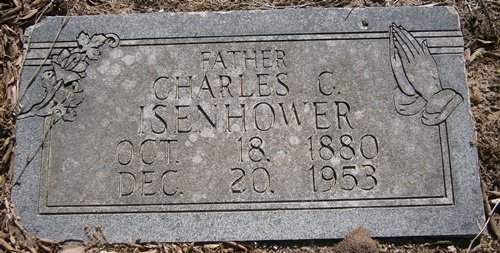 FATHER
CHARLES C.
ISENHOWER
OCT. 18, 1880
DEC. 20, 1953